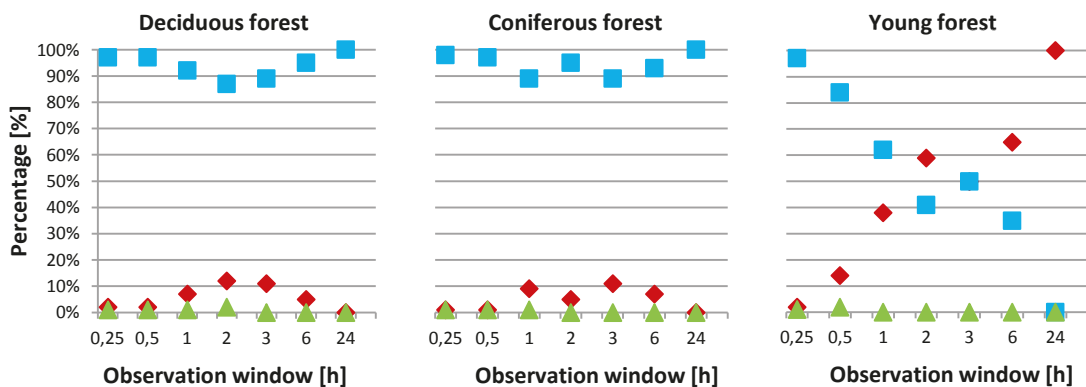 Deciduous forest
Coniferous forest
Young forest
Percentage [%]
100%
90%
80%
70%
60%
50%
40%
30%
20%
10%
0%
0,25 0,5 1 2 3 6 24
0,25 0,5 1 2 3 6 24
0,25 0,5 1 2 3 6 24
Observation window [h]
Observation window [h]
Observation window [h]